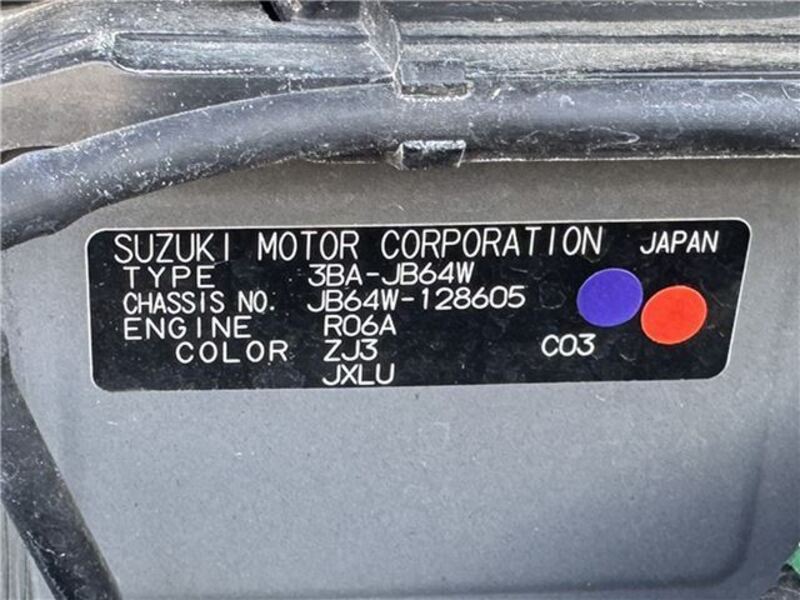 SUZUKI MOTOR CORPORATION JAPAN
TYPE 3BA-JB64W
CHASSIS NO. JB64W-128605
ENGINE R06A
COLOR ZJ3 C03
JXLU